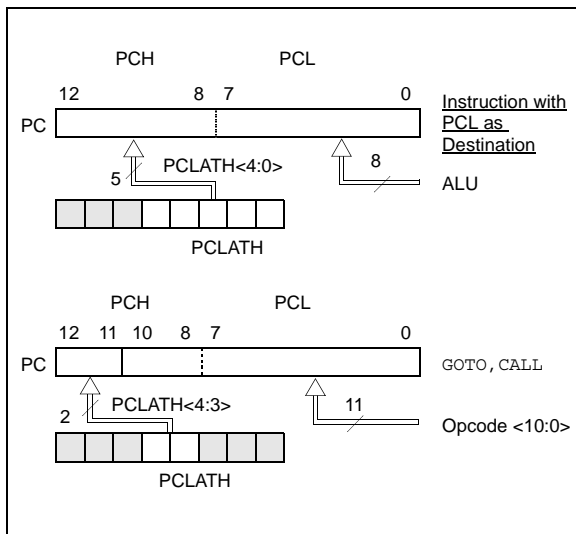 PCH PCL
12 8 7 0
PC
Instruction with
PCL as
Destination
5 PCLATH<4:0> 8
ALU
PCLATH
PCH PCL
12 11 10 8 7 0
PC
GOTO, CALL
2 PCLATH<4:3> 11
Opcode <10:0>
PCLATH